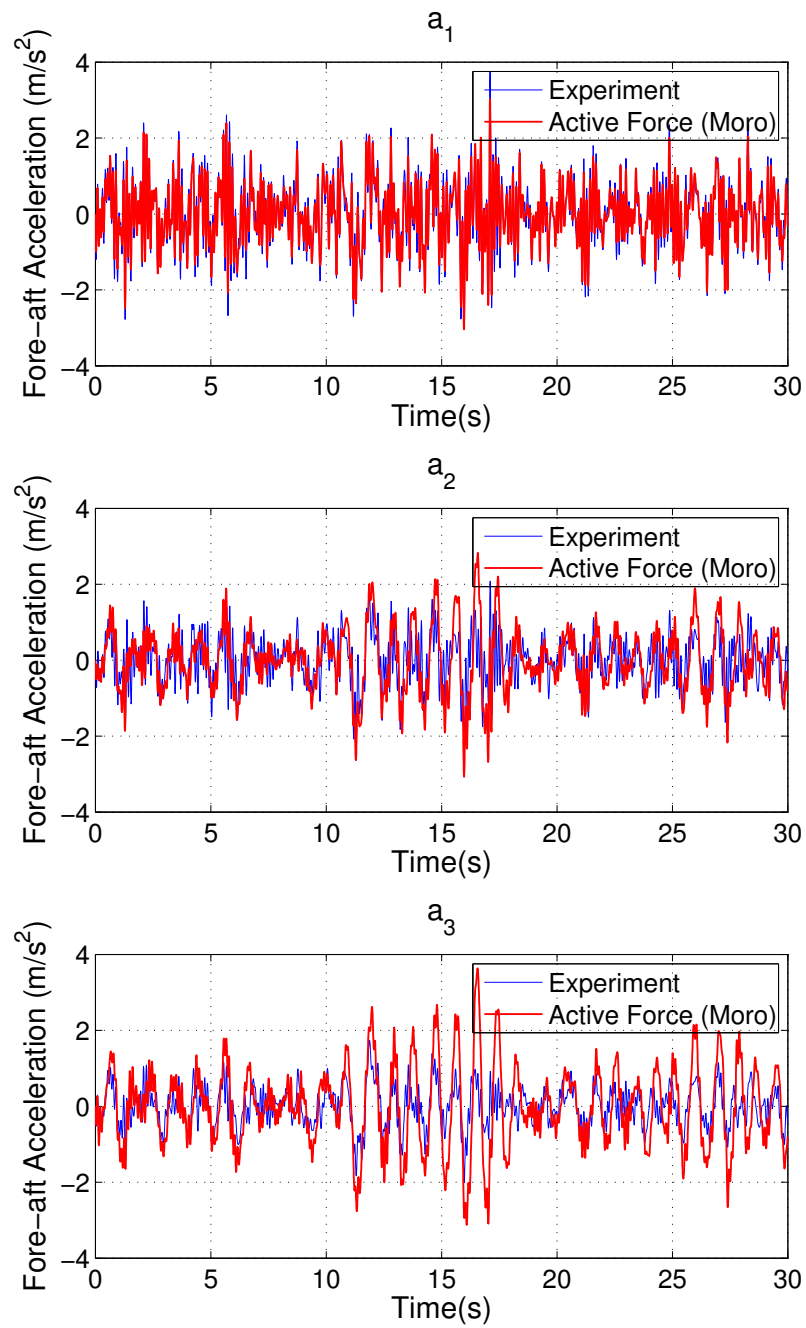 a1
Fore−aft Acceleration (m/s²)
4
2
0
−2
−4
Experiment
Active Force (Moro)
0 5 10 15 20 25 30
Time(s)
a2
Fore−aft Acceleration (m/s²)
4
2
0
−2
−4
Experiment
Active Force (Moro)
0 5 10 15 20 25 30
Time(s)
a3
Fore−aft Acceleration (m/s²)
4
2
0
−2
−4
Experiment
Active Force (Moro)
0 5 10 15 20 25 30
Time(s)